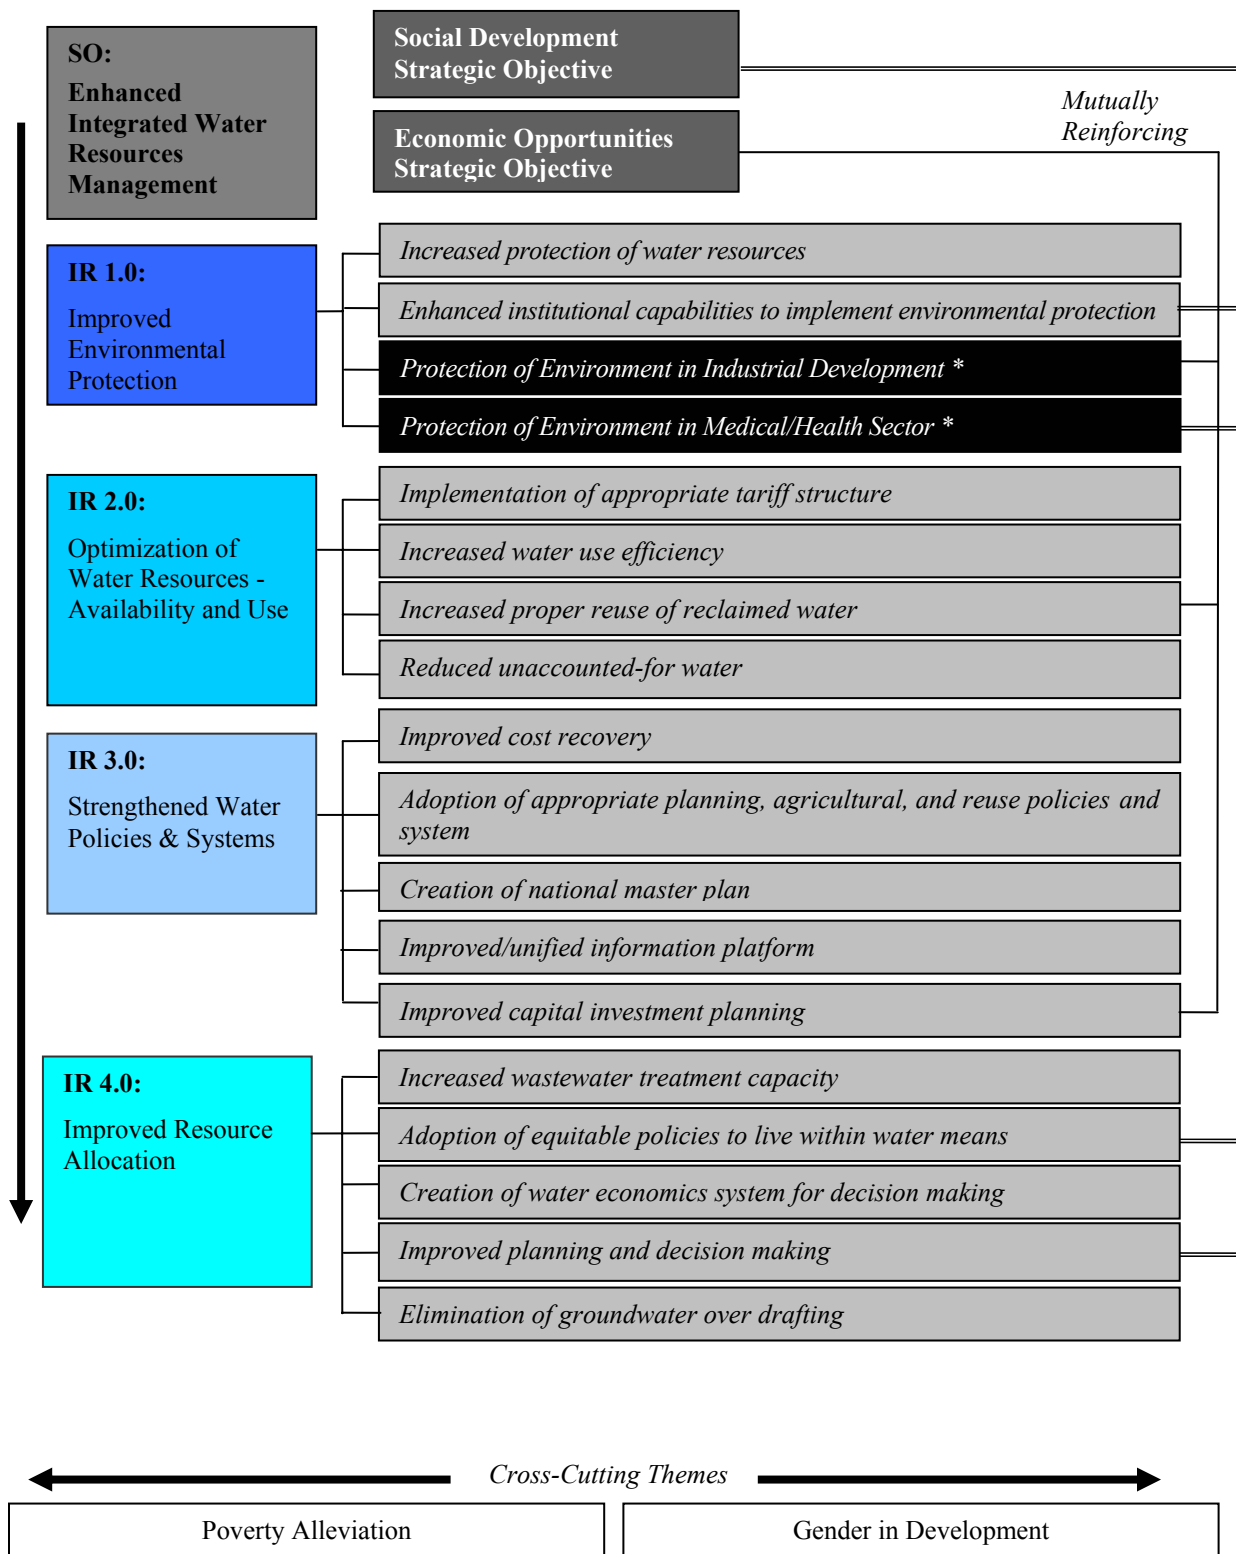 SO:
Enhanced
Integrated Water
Resources
Management
Social Development
Strategic Objective
Economic Opportunities
Strategic Objective
Mutually
Reinforcing
IR 1.0:
Improved
Environmental
Protection
Increased protection of water resources
Enhanced institutional capabilities to implement environmental protection
Protection of Environment in Industrial Development *
Protection of Environment in Medical/Health Sector *
IR 2.0:
Optimization of
Water Resources -
Availability and Use
Implementation of appropriate tariff structure
Increased water use efficiency
Increased proper reuse of reclaimed water
Reduced unaccounted-for water
IR 3.0:
Strengthened Water
Policies & Systems
Improved cost recovery
Adoption of appropriate planning, agricultural, and reuse policies and
system
Creation of national master plan
Improved/unified information platform
Improved capital investment planning
IR 4.0:
Improved Resource
Allocation
Increased wastewater treatment capacity
Adoption of equitable policies to live within water means
Creation of water economics system for decision making
Improved planning and decision making
Elimination of groundwater over drafting
Cross-Cutting Themes
Poverty Alleviation
Gender in Development